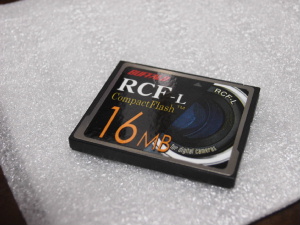 BUFFALO
RCF-L
CompactFlash™
16MB
RCF-L
for digital cameras